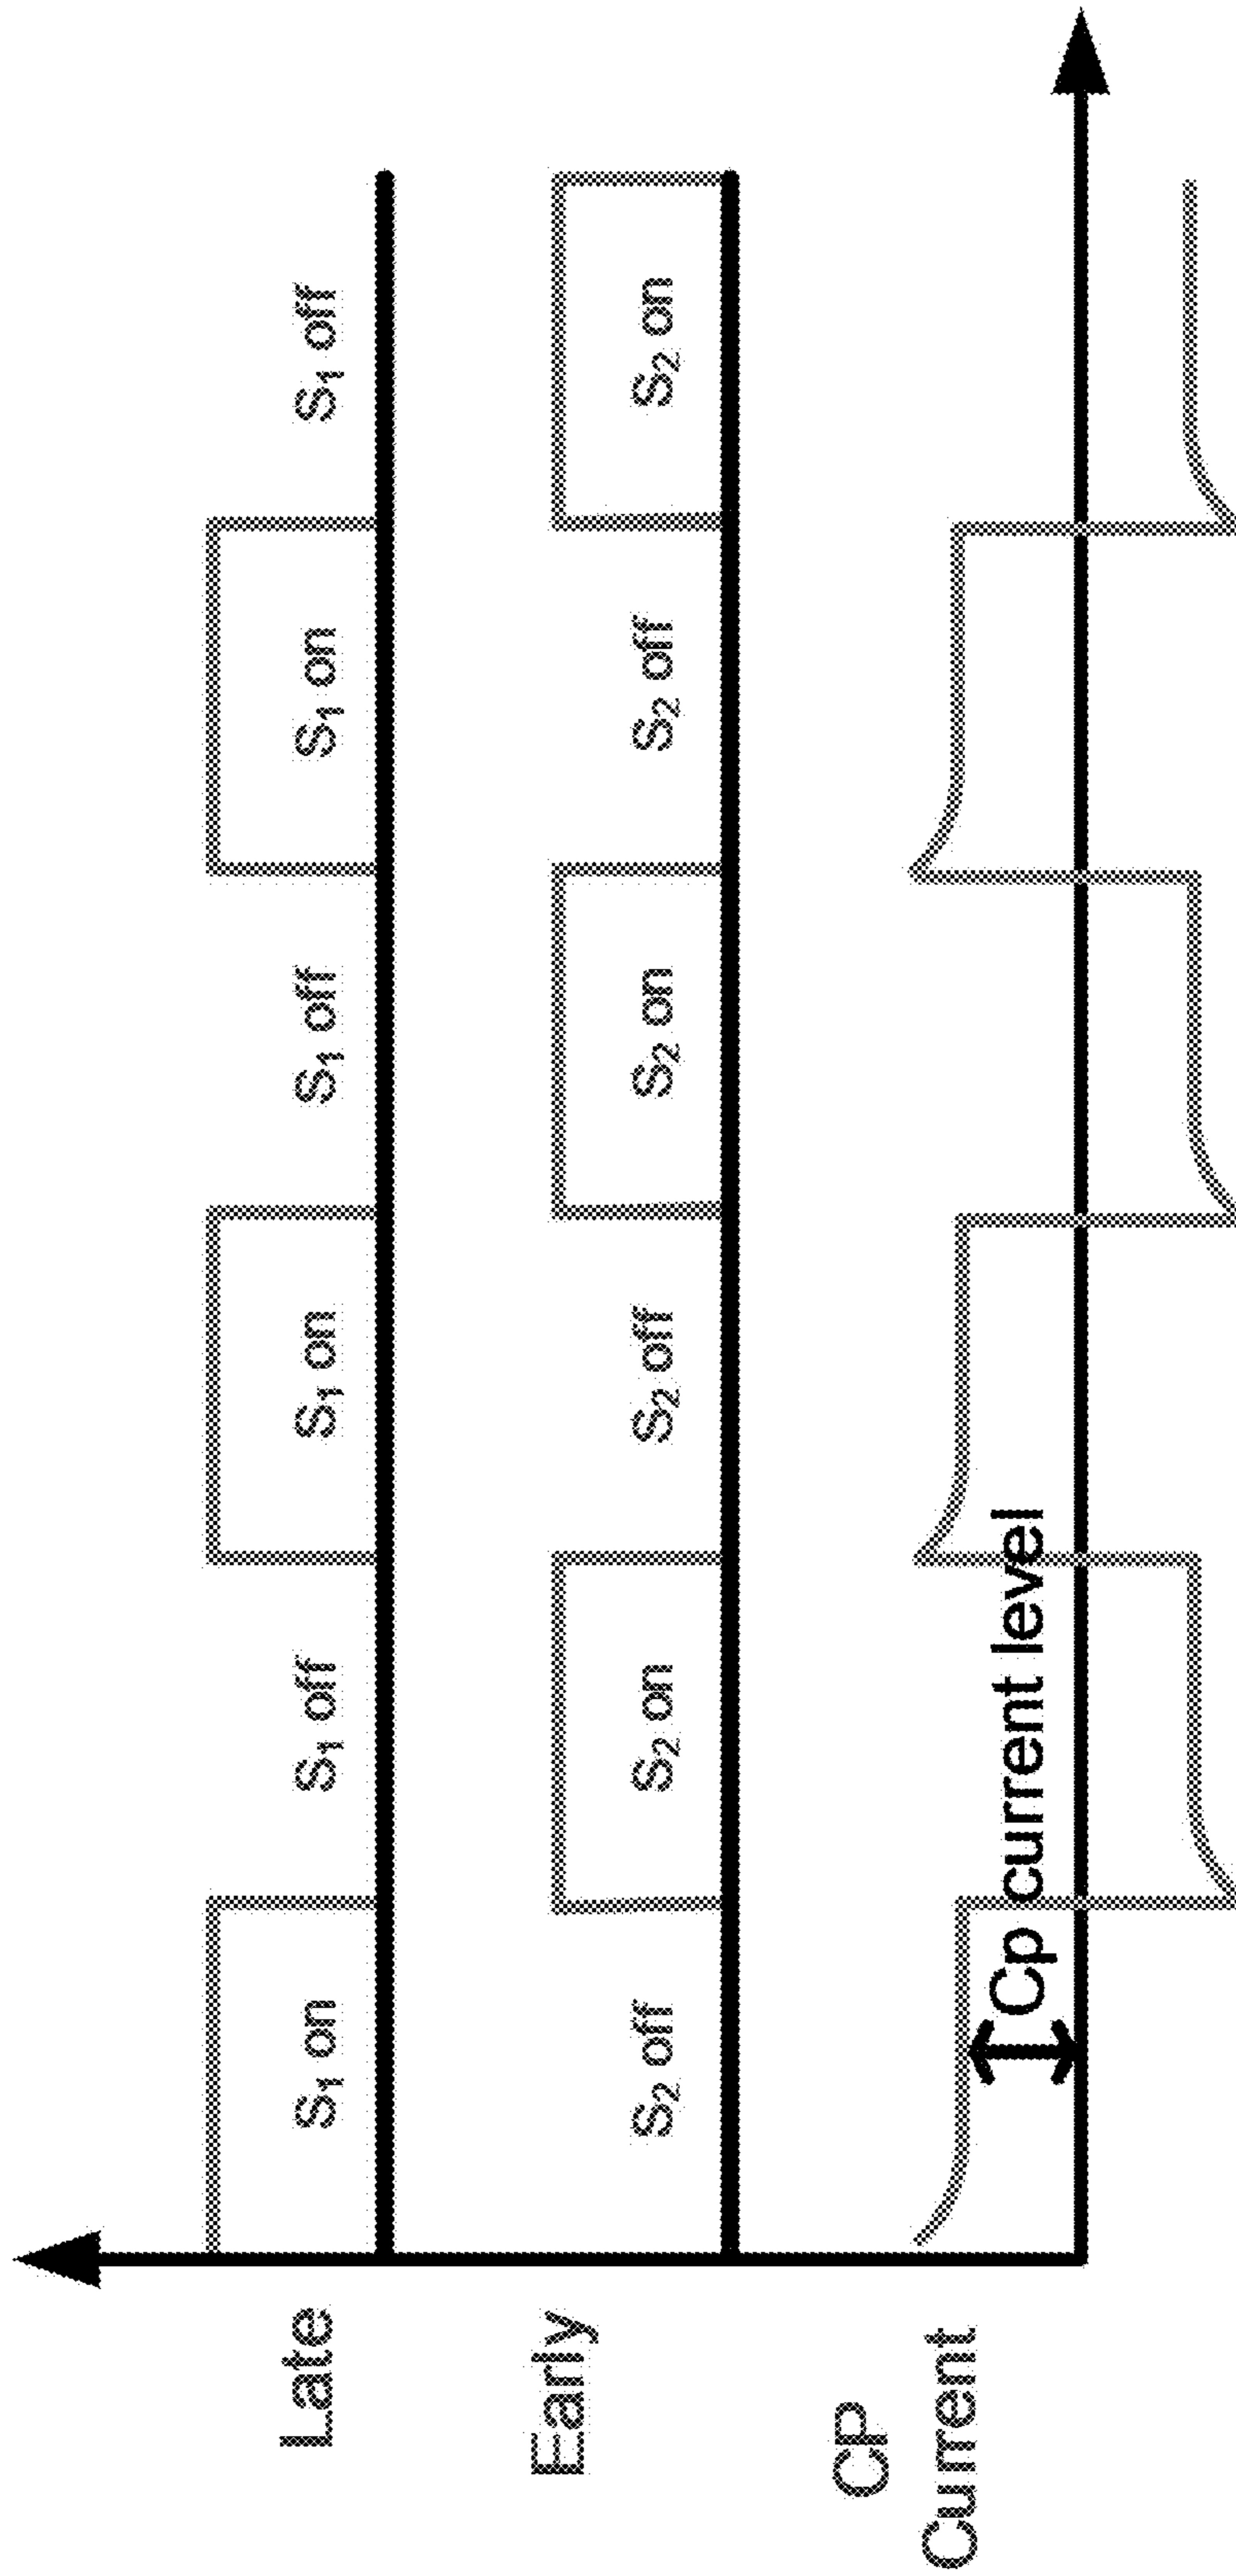 Late
S₁ on
S₁ off
S₁ on
S₁ off
S₁ on
S₁ off
Early
S₂ off
S₂ on
S₂ off
S₂ on
S₂ off
S₂ on
CP
Current
Cp current level